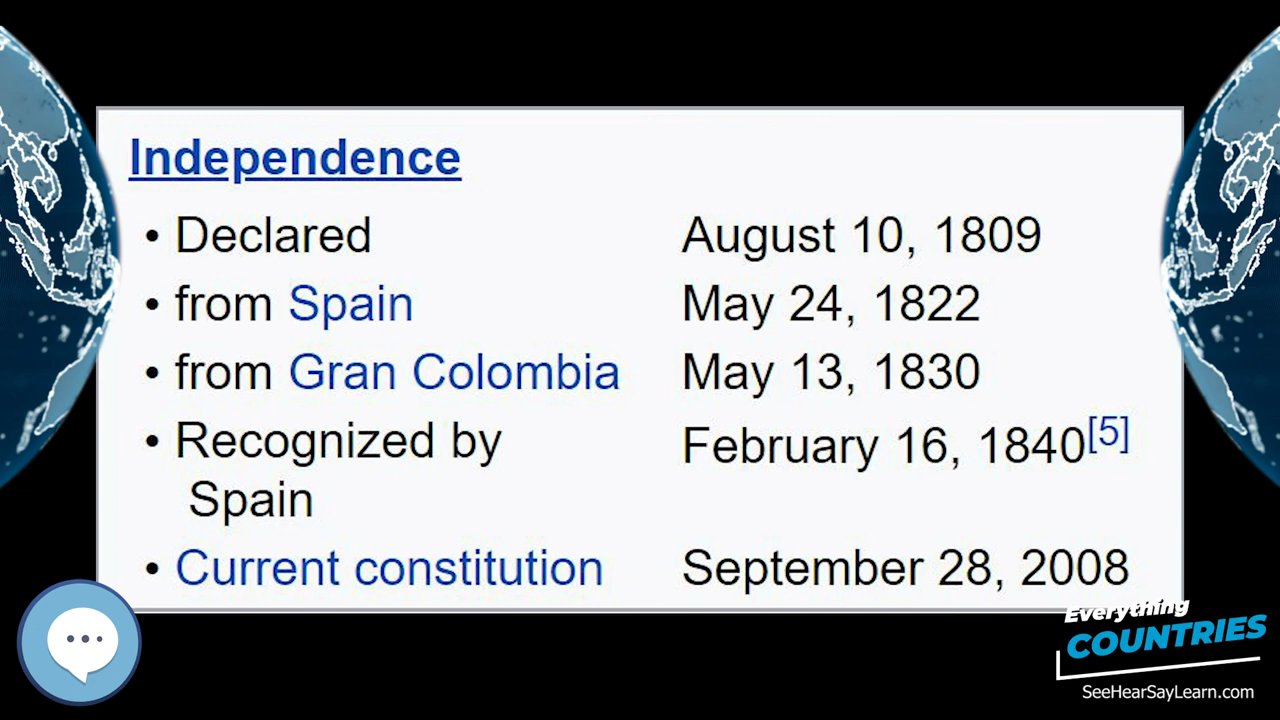 Independence
• Declared August 10, 1809
• from Spain May 24, 1822
• from Gran Colombia May 13, 1830
• Recognized by February 16, 1840[5]
Spain
• Current constitution September 28, 2008
Everything
COUNTRIES
SeeHearSayLearn.com